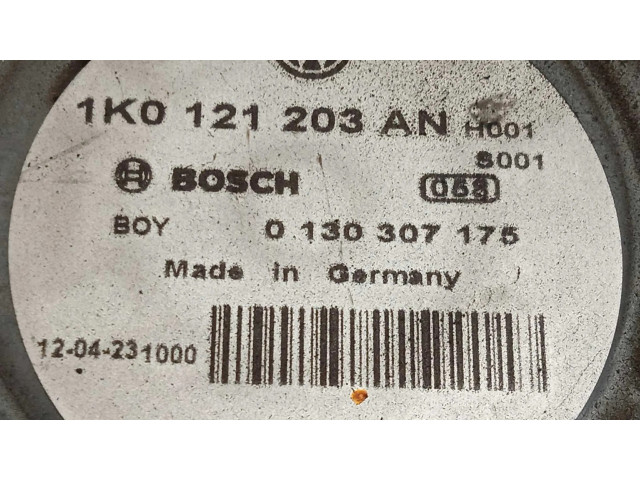 1K0 121 203 AN H001
S001
BOSCH 058
BOY 0 130 307 175
Made in Germany
12-04-231000